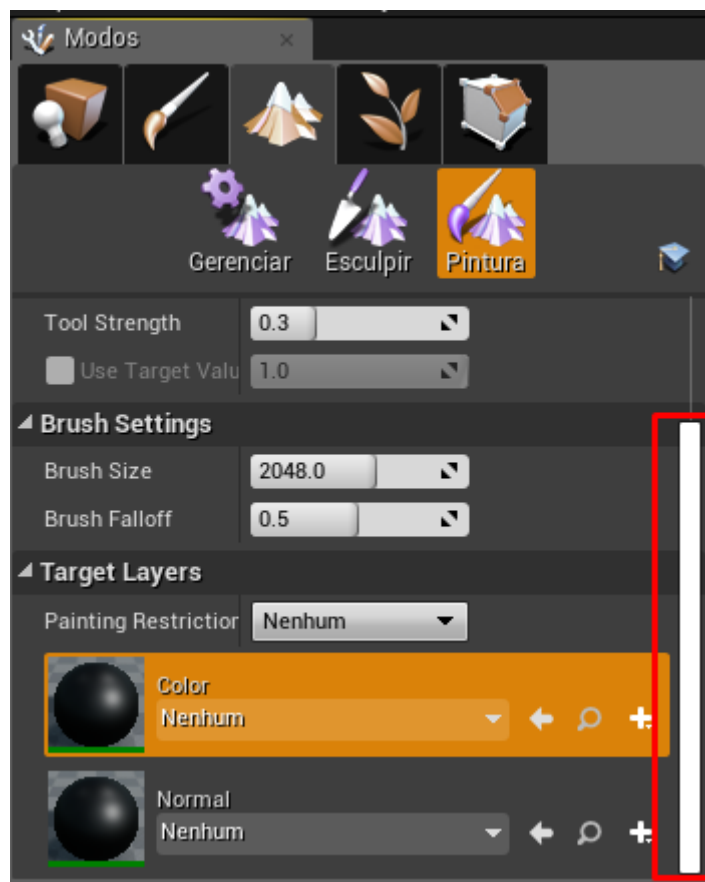 Modos
Gerenciar Esculpir Pintura
Tool Strength 0.3
Use Target Valu 1.0
Brush Settings
Brush Size 2048.0
Brush Falloff 0.5
Target Layers
Painting Restriction Nenhum
Color
Nenhum
Normal
Nenhum